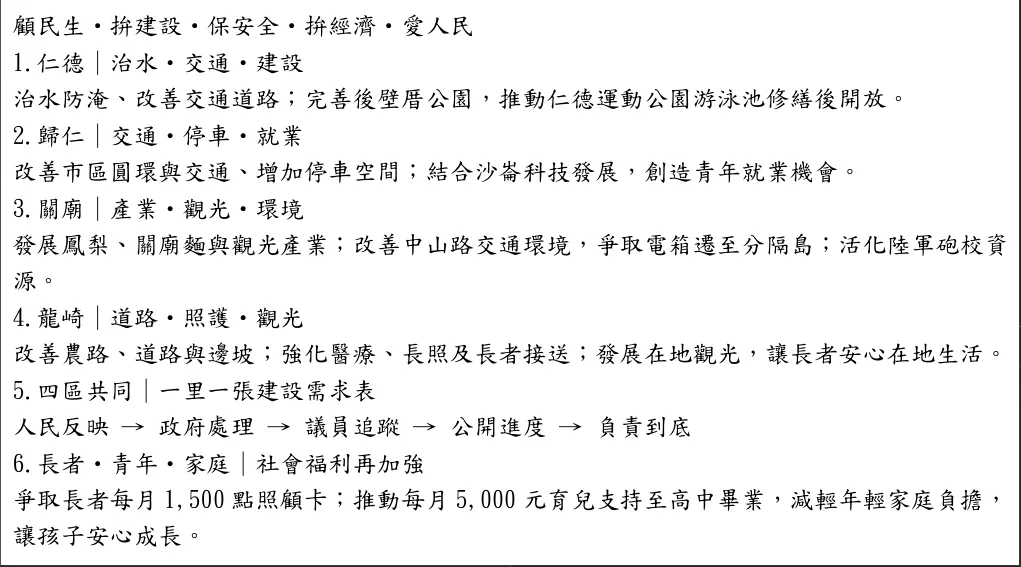 顧民生·拚建設·保安全·拚經濟·愛人民
1.仁德│治水·交通·建設
治水防淹、改善交通道路；完善後壁厝公園，推動仁德運動公園游泳池修繕後開放。
2.歸仁│交通·停車·就業
改善市區圓環與交通、增加停車空間；結合沙崙科技發展，創造青年就業機會。
3.關廟│產業·觀光·環境
發展鳳梨、關廟麵與觀光產業；改善中山路交通環境，爭取電箱遷至分隔島；活化陸軍砲校資
源。
4.龍崎│道路·照護·觀光
改善農路、道路與邊坡；強化醫療、長照及長者接送；發展在地觀光，讓長者安心在地生活。
5.四區共同│一里一張建設需求表
人民反映 → 政府處理 → 議員追蹤 → 公開進度 → 負責到底
6.長者·青年·家庭│社會福利再加強
爭取長者每月 1,500 點照顧卡；推動每月 5,000 元育兒支持至高中畢業，減輕年輕家庭負擔，
讓孩子安心成長。